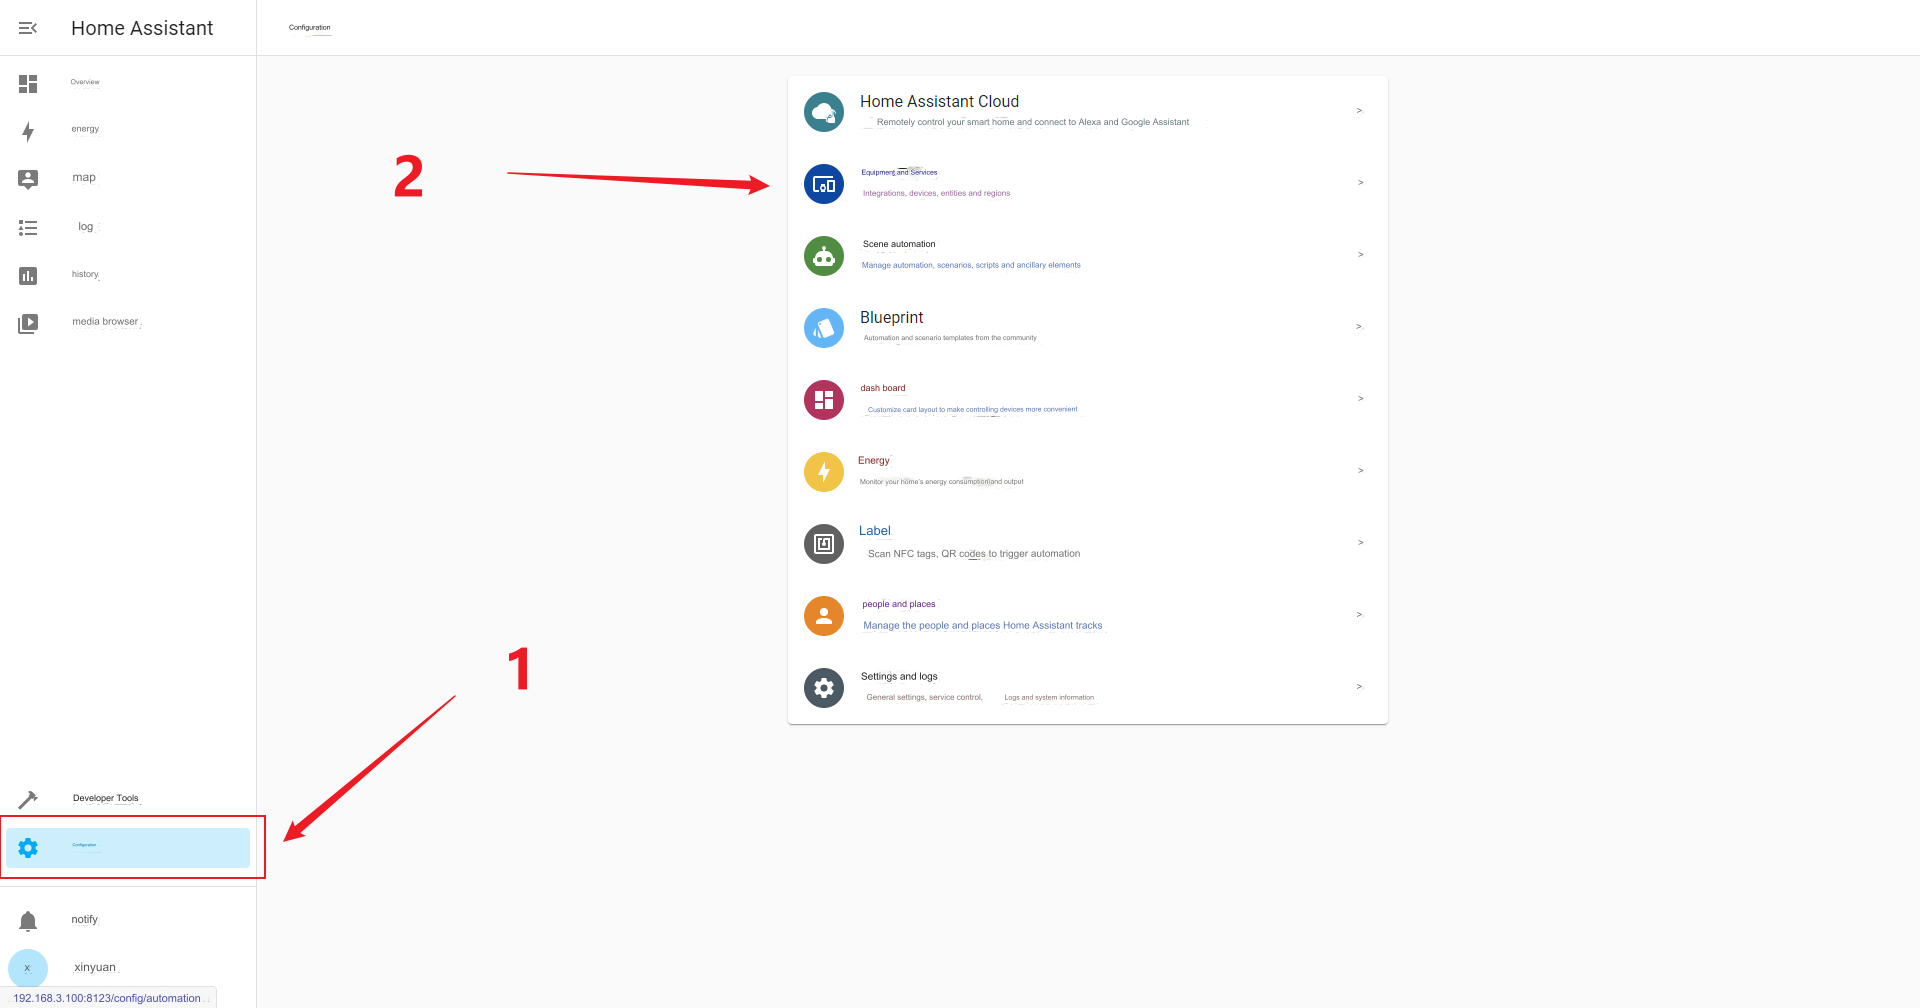 Home Assistant
Configuration
Overview
energy
map
log
history
media browser
Home Assistant Cloud
Remotely control your smart home and connect to Alexa and Google Assistant
>
2
Equipment and Services
Integrations, devices, entities and regions
>
Scene automation
Manage automation, scenarios, scripts and ancillary elements
>
Blueprint
Automation and scenario templates from the community
>
dash board
Customize card layout to make controlling devices more convenient
>
Energy
Monitor your home's energy consumption and output
>
Label
Scan NFC tags, QR codes to trigger automation
>
people and places
Manage the people and places Home Assistant tracks
>
1
Settings and logs
General settings, service control, Logs and system information
>
Developer Tools
Configuration
notify
x
xinyuan
192.168.3.100:8123/config/automation